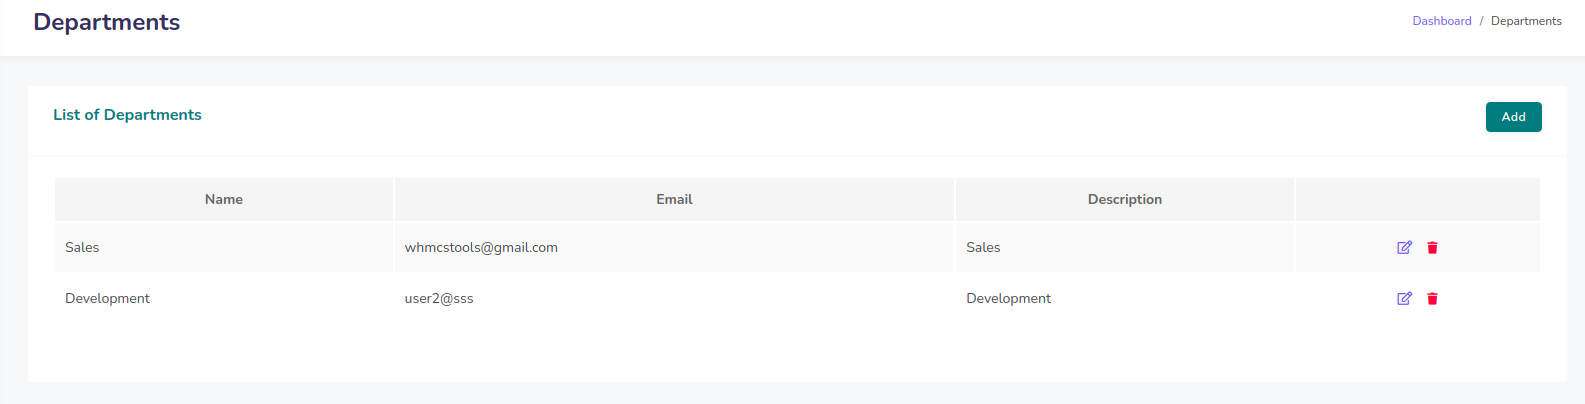 Departments
Dashboard / Departments
List of Departments
Add
Name Email Description
Sales whmcstools@gmail.com Sales
Development user2@sss Development